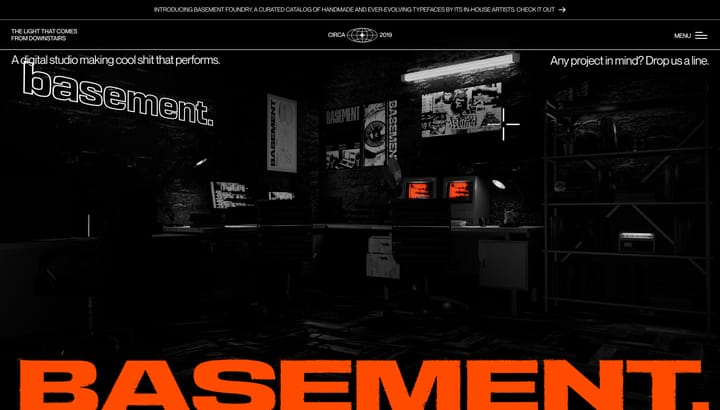 INTRODUCING BASEMENT FOUNDRY: A CURATED CATALOG OF HANDMADE AND EVER-EVOLVING TYPEFACES BY ITS IN-HOUSE ARTISTS. CHECK IT OUT →
THE LIGHT THAT COMES
FROM DOWNSTAIRS
CIRCA 2019
MENU
A digital studio making cool shit that performs.
Any project in mind? Drop us a line.
basement.
BASEMENT
BASEMENT
BASEMENT
BASEMENT.